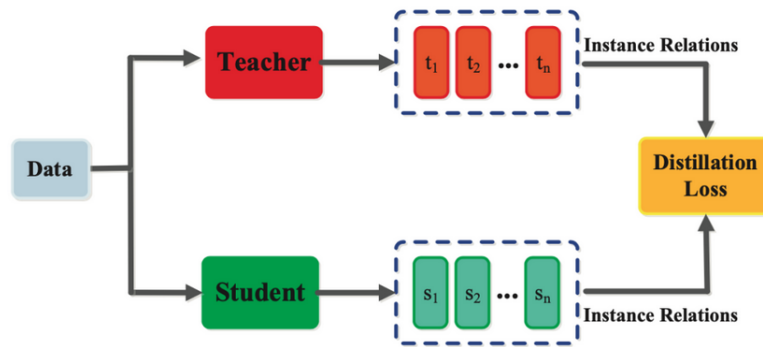 Teacher
t1 t2 ... tn
Instance Relations
Data
Distillation
Loss
Student
s1 s2 ... sn
Instance Relations